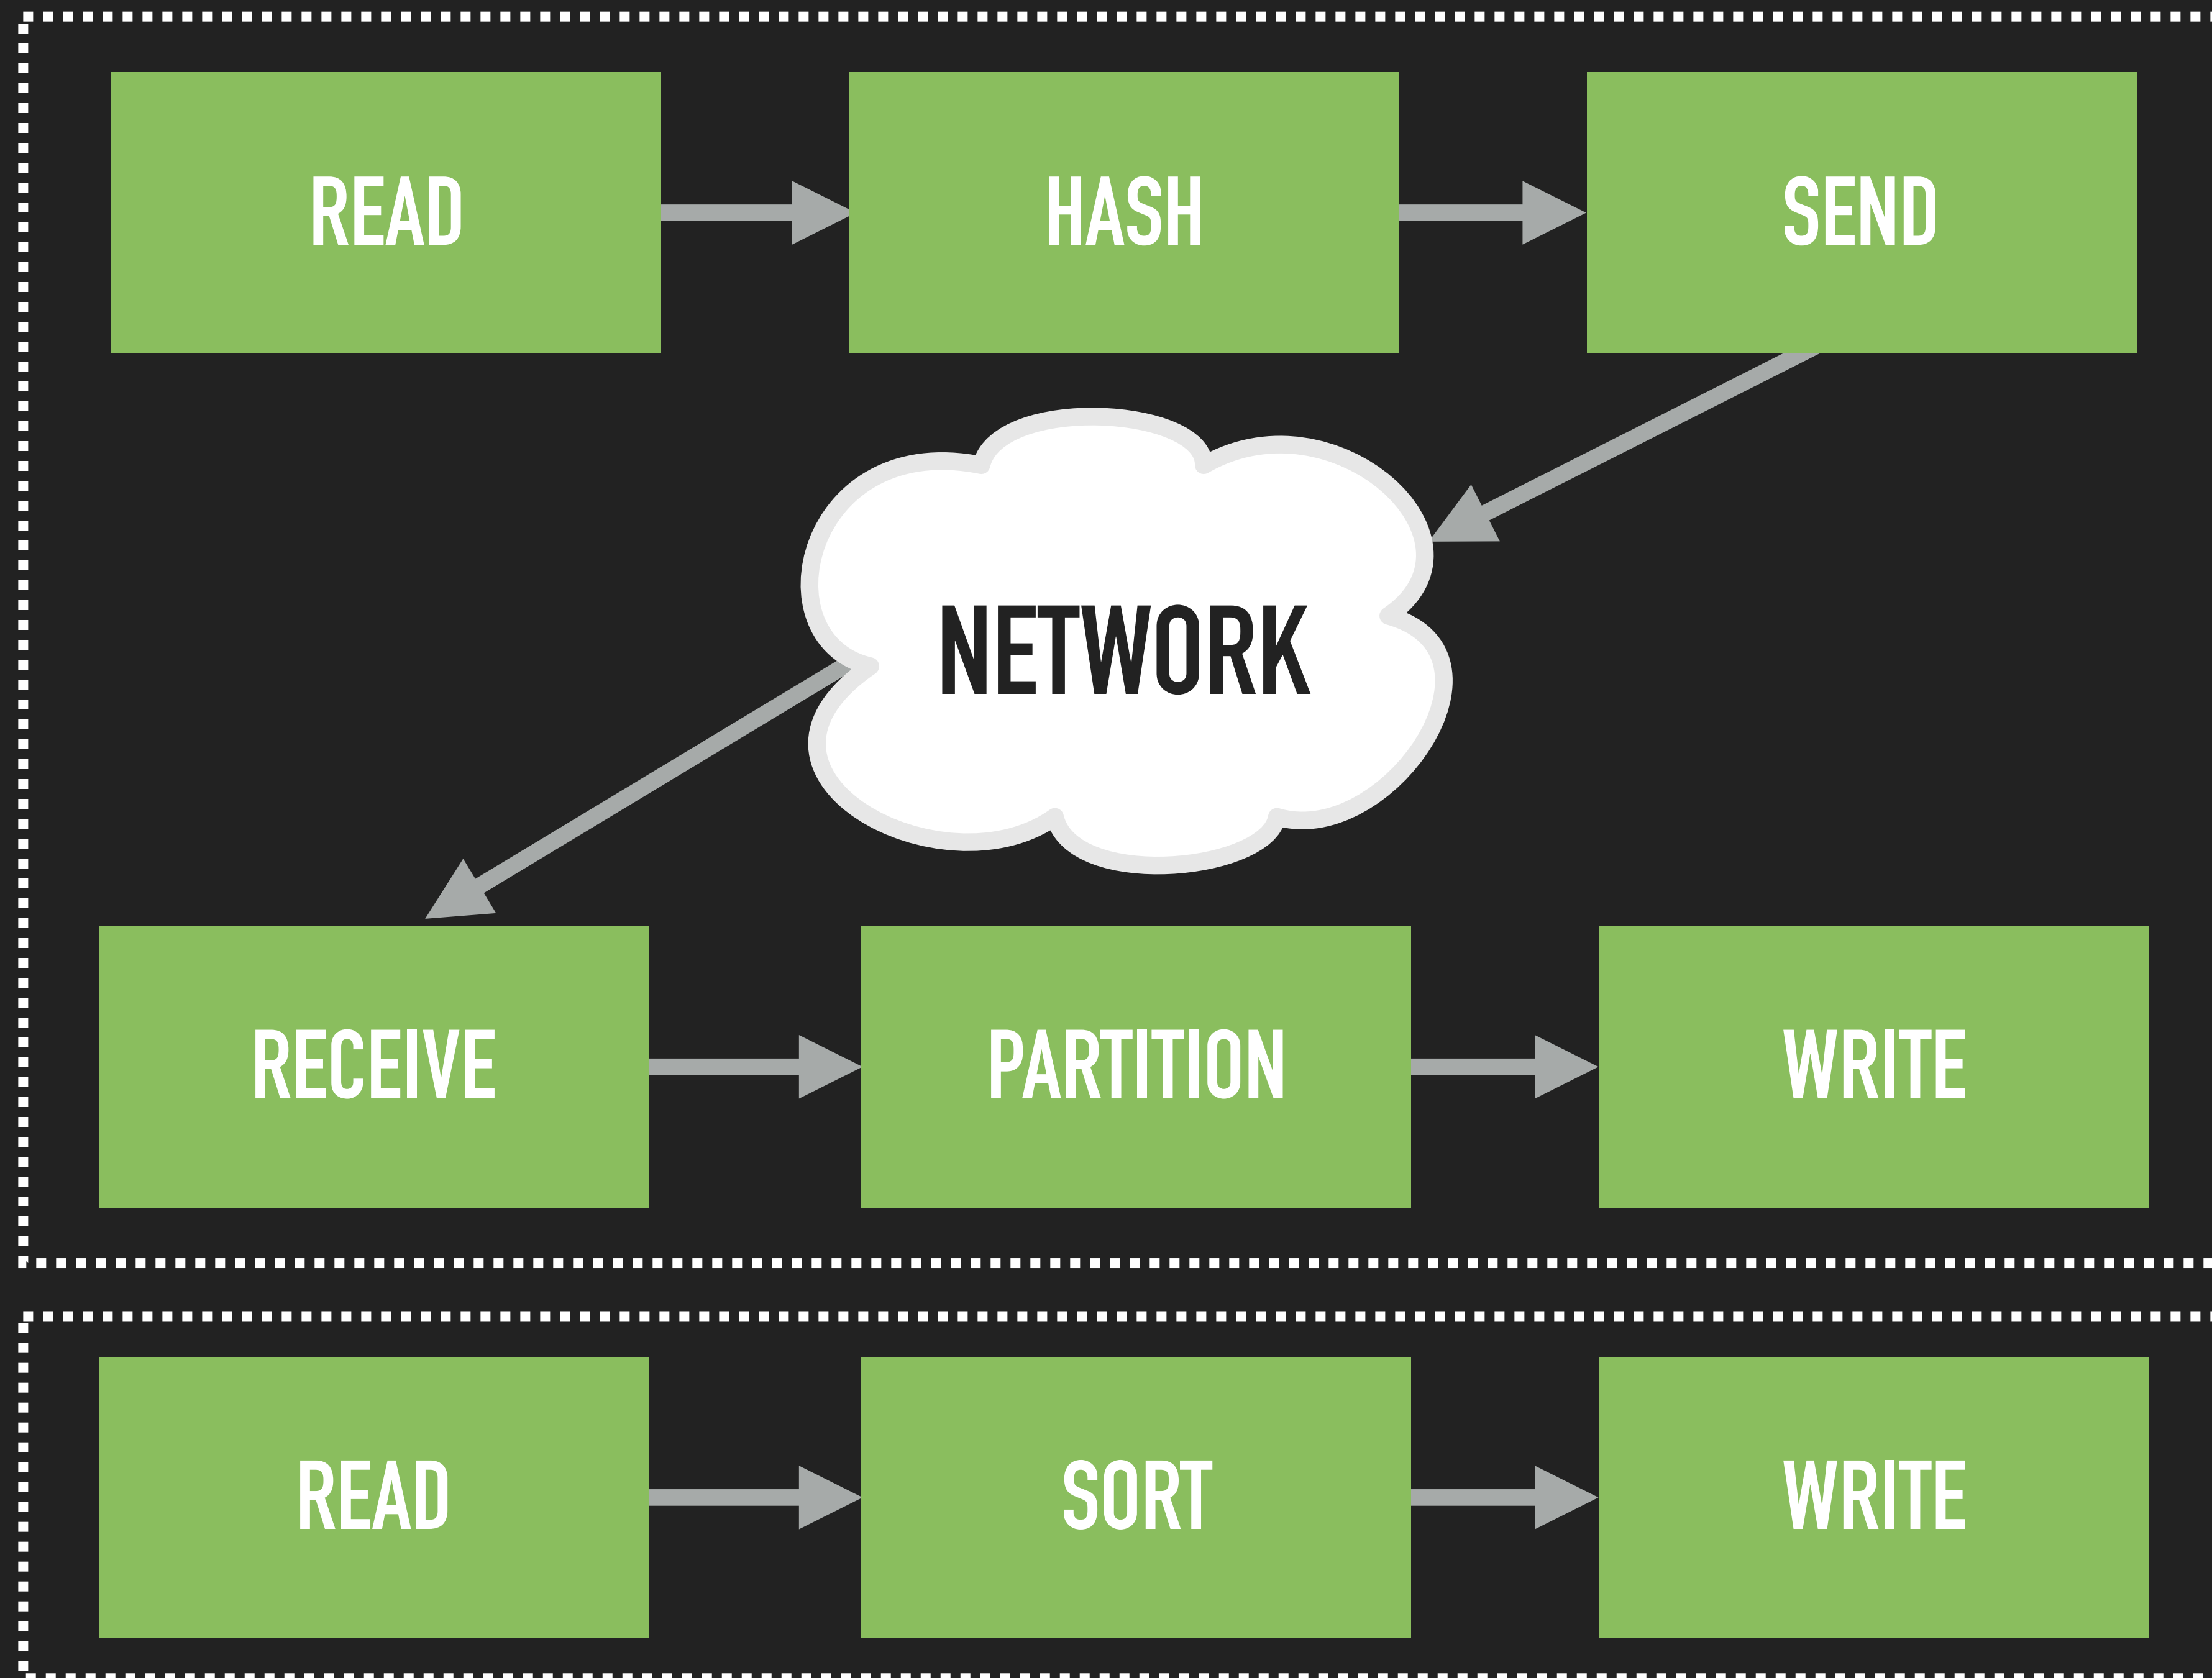 READ
HASH
SEND
NETWORK
RECEIVE
PARTITION
WRITE
READ
SORT
WRITE